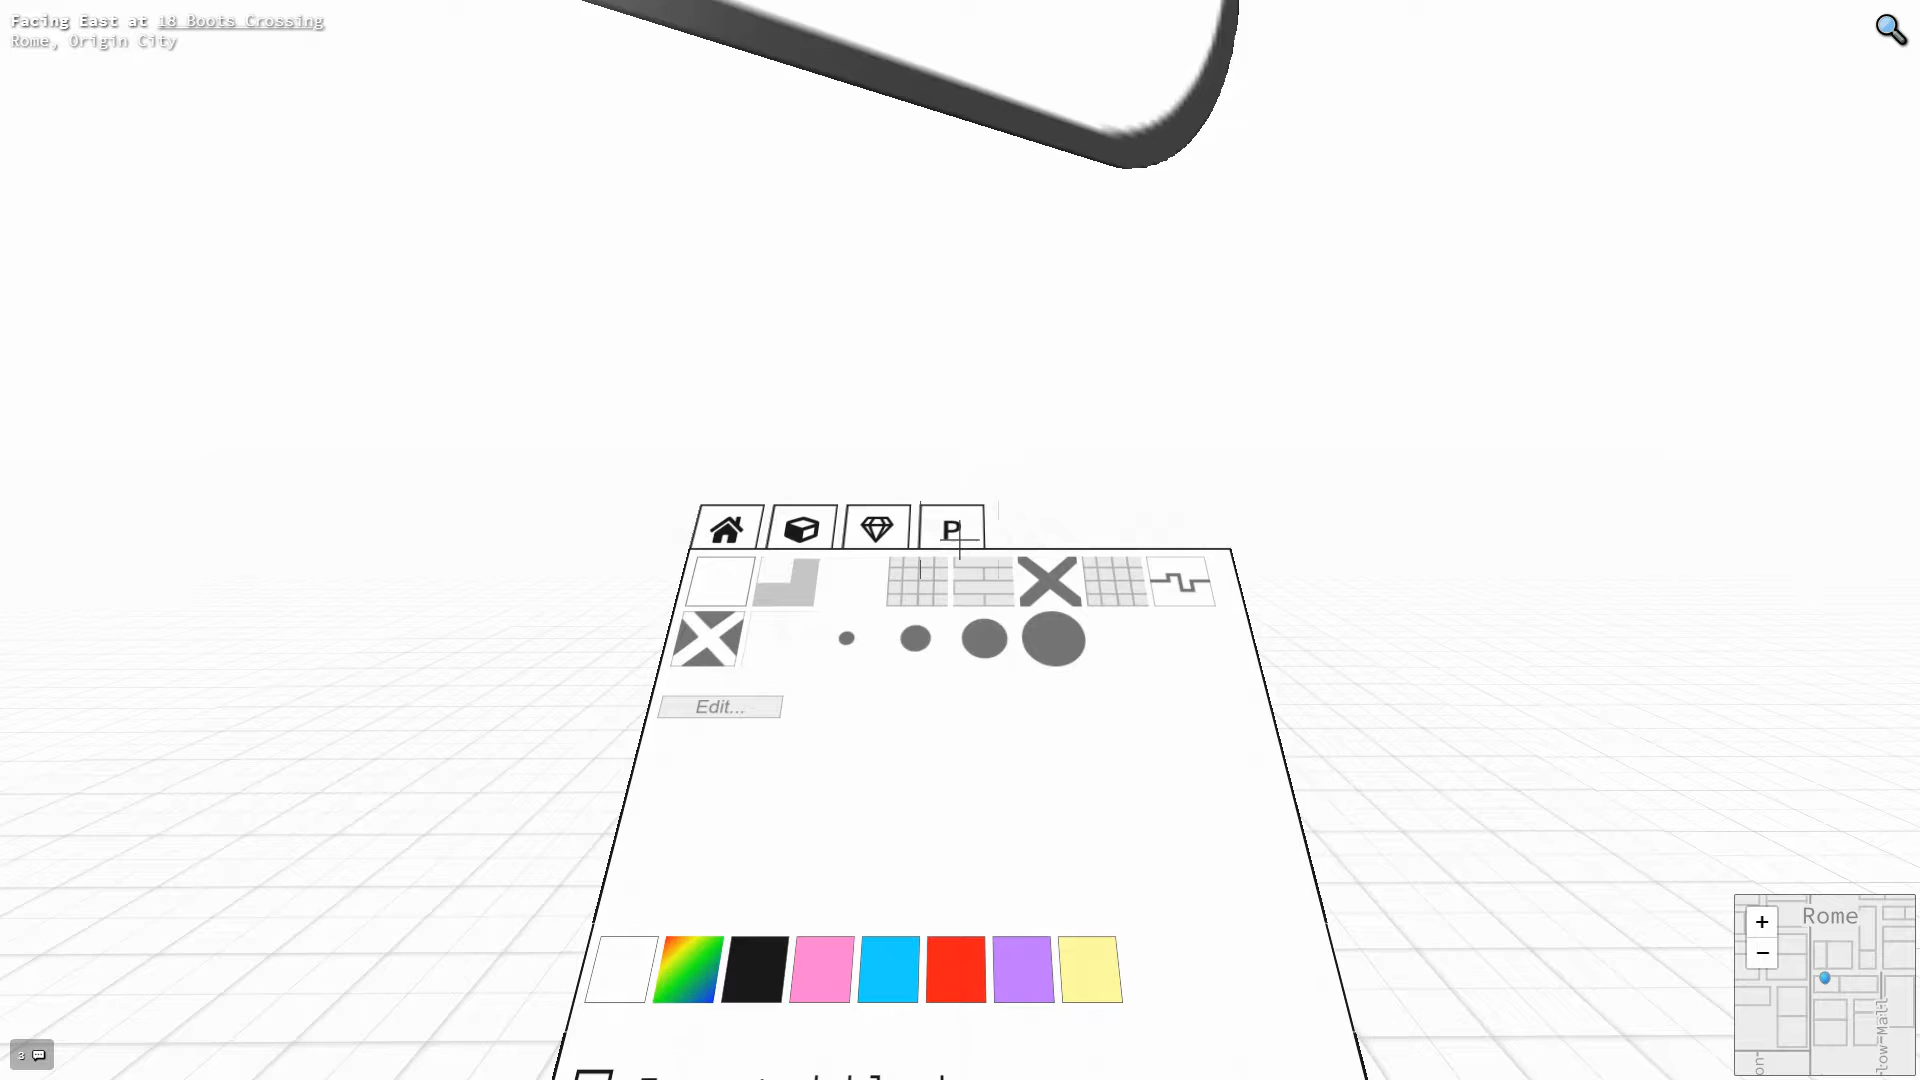 Facing East at 18 Boots Crossing
Rome, Origin City
P
Edit...
+
Rome
−
3